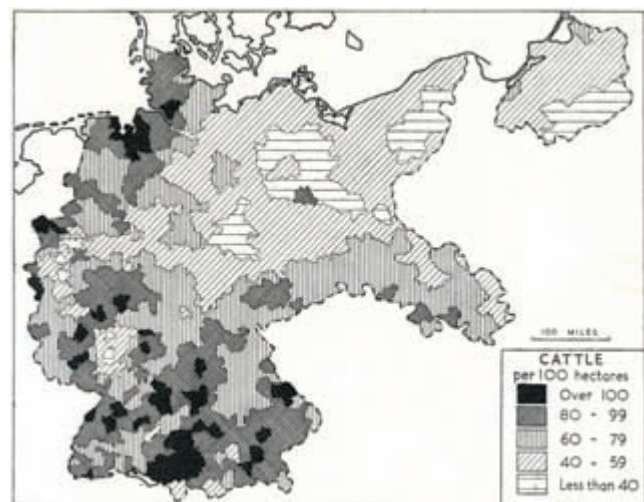 100 MILES
CATTLE
per 100 hectares
Over 100
80 - 99
60 - 79
40 - 59
Less than 40